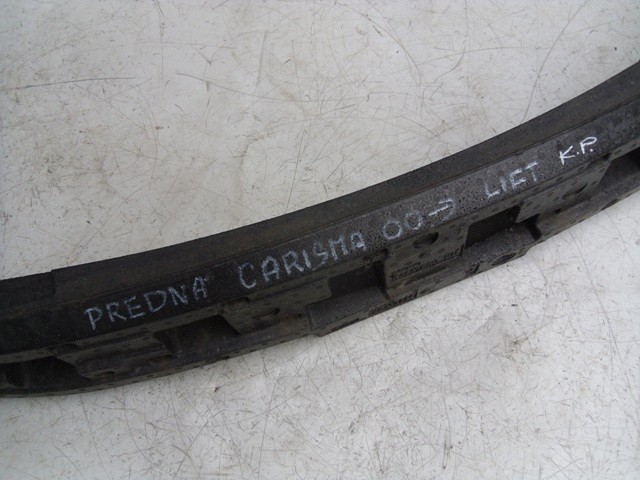 PREDNÁ CARISMA 00→ LIFT K.P.